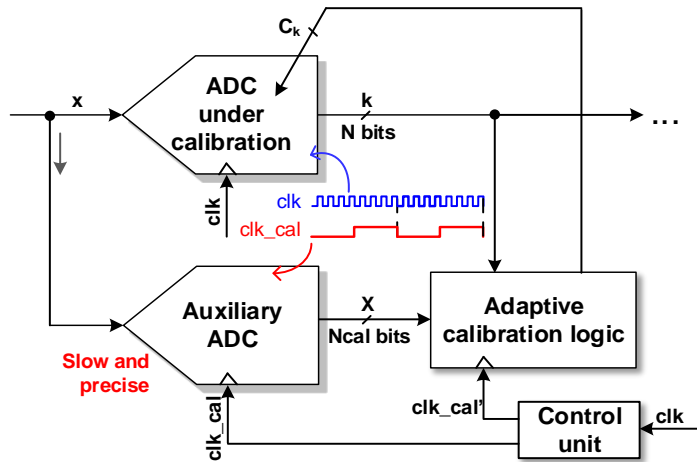 C_k
x
ADC
under
calibration
k
N bits
...
clk
clk
clk_cal
Auxiliary
ADC
X
Ncal bits
Adaptive
calibration logic
Slow and
precise
clk_cal
clk_cal'
Control
unit
clk